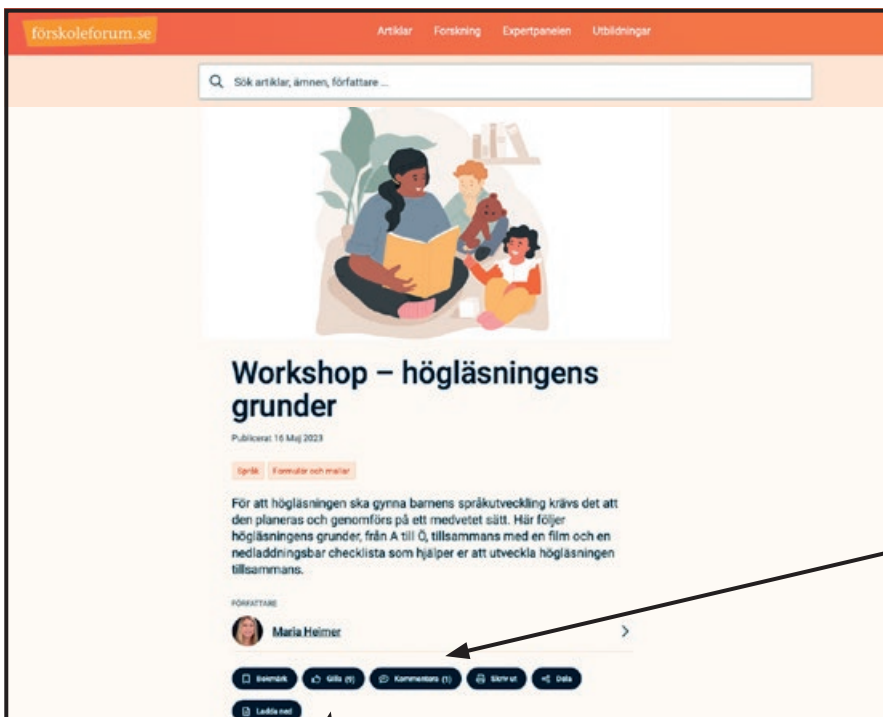 förskoleforum.se
Artiklar Forskning Expertpanelen Utbildningar
Sök artiklar, ämnen, författare ...
Workshop – högläsningens
grunder
Publicerat 16 Maj 2023
Språk Formulär och mallar
För att högläsningen ska gynna barnens språkutveckling krävs det att
den planeras och genomförs på ett medvetet sätt. Här följer
högläsningens grunder, från A till Ö, tillsammans med en film och en
nedladdningsbar checklista som hjälper er att utveckla högläsningen
tillsammans.
FÖRFATTARE
Maria Heimer
Bokmärk Gilla (9) Kommentera (1) Skriv ut Dela
Ladda ned